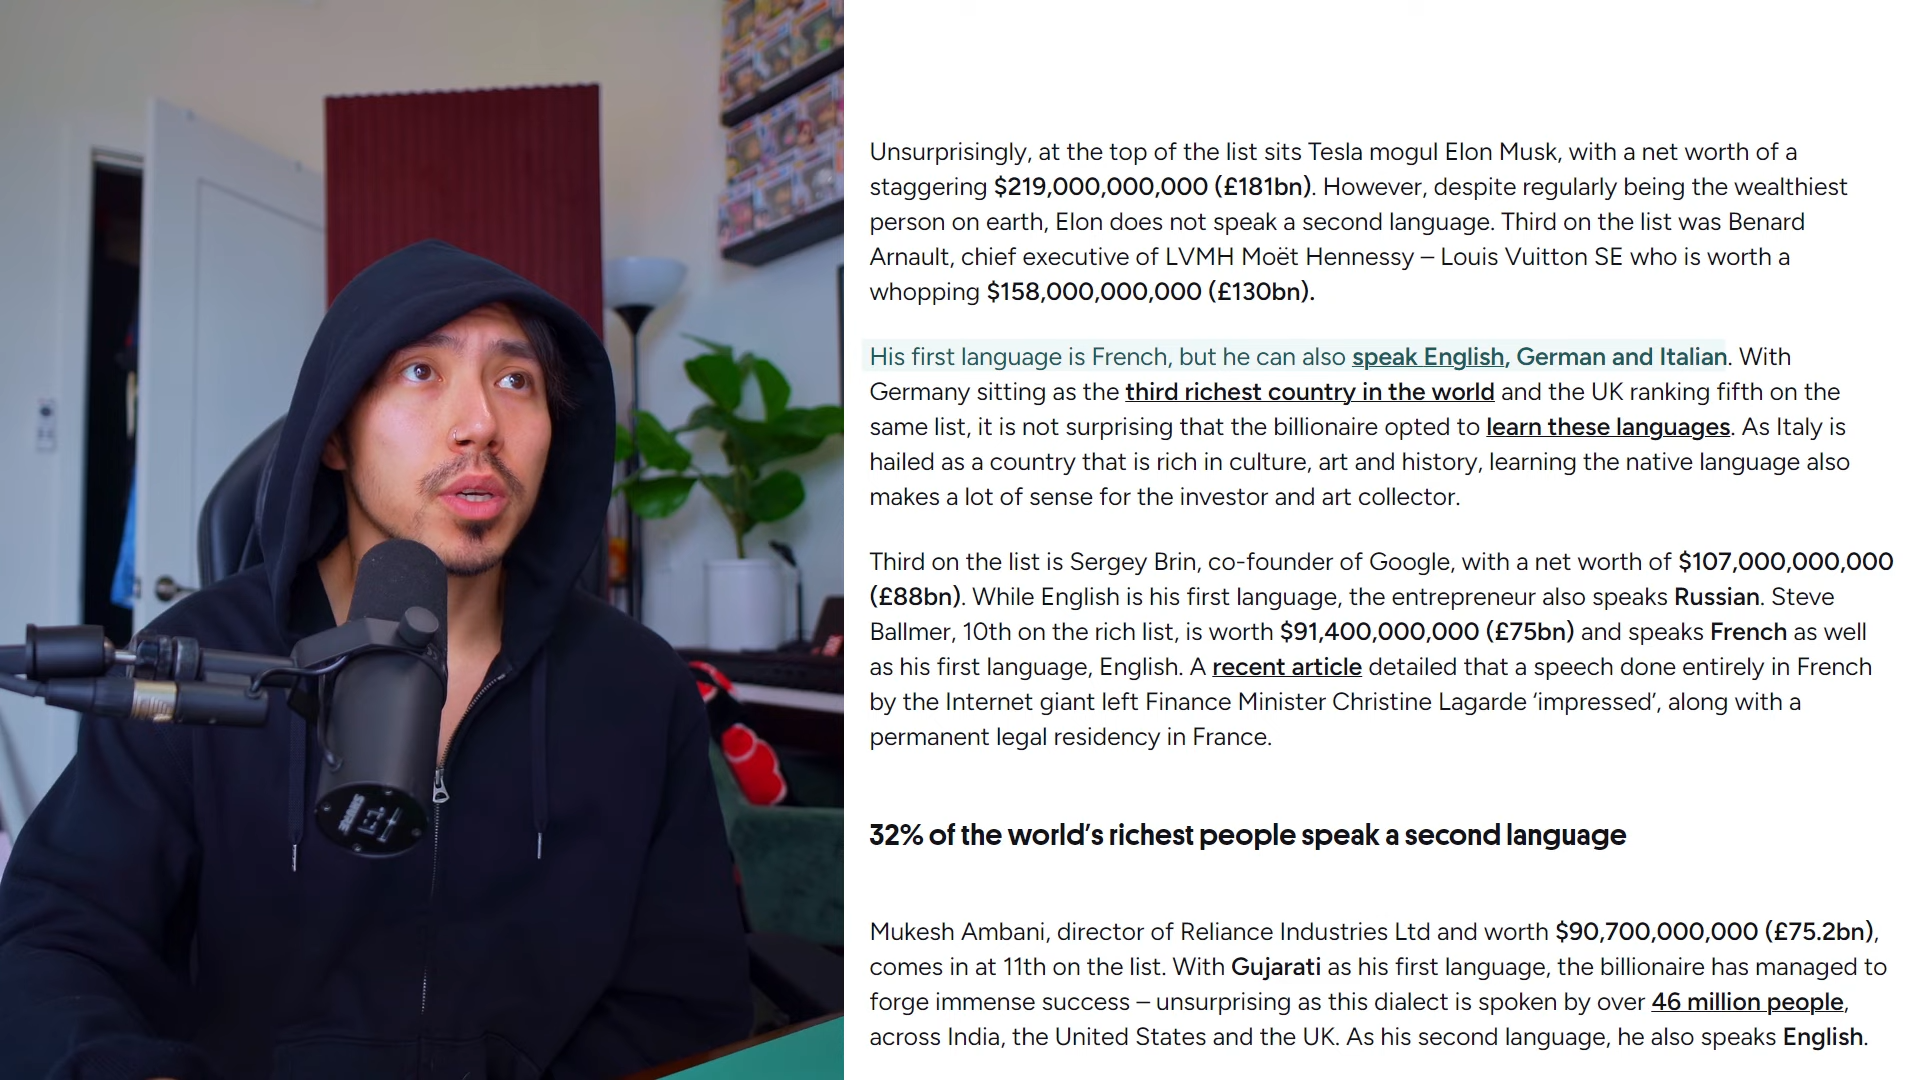 Unsurprisingly, at the top of the list sits Tesla mogul Elon Musk, with a net worth of a
staggering $219,000,000,000 (£181bn). However, despite regularly being the wealthiest
person on earth, Elon does not speak a second language. Third on the list was Benard
Arnault, chief executive of LVMH Moët Hennessy – Louis Vuitton SE who is worth a
whopping $158,000,000,000 (£130bn).
His first language is French, but he can also speak English, German and Italian. With
Germany sitting as the third richest country in the world and the UK ranking fifth on the
same list, it is not surprising that the billionaire opted to learn these languages. As Italy is
hailed as a country that is rich in culture, art and history, learning the native language also
makes a lot of sense for the investor and art collector.
Third on the list is Sergey Brin, co-founder of Google, with a net worth of $107,000,000,000
(£88bn). While English is his first language, the entrepreneur also speaks Russian. Steve
Ballmer, 10th on the rich list, is worth $91,400,000,000 (£75bn) and speaks French as well
as his first language, English. A recent article detailed that a speech done entirely in French
by the Internet giant left Finance Minister Christine Lagarde ‘impressed’, along with a
permanent legal residency in France.
32% of the world’s richest people speak a second language
Mukesh Ambani, director of Reliance Industries Ltd and worth $90,700,000,000 (£75.2bn),
comes in at 11th on the list. With Gujarati as his first language, the billionaire has managed to
forge immense success – unsurprising as this dialect is spoken by over 46 million people,
across India, the United States and the UK. As his second language, he also speaks English.
SHURE